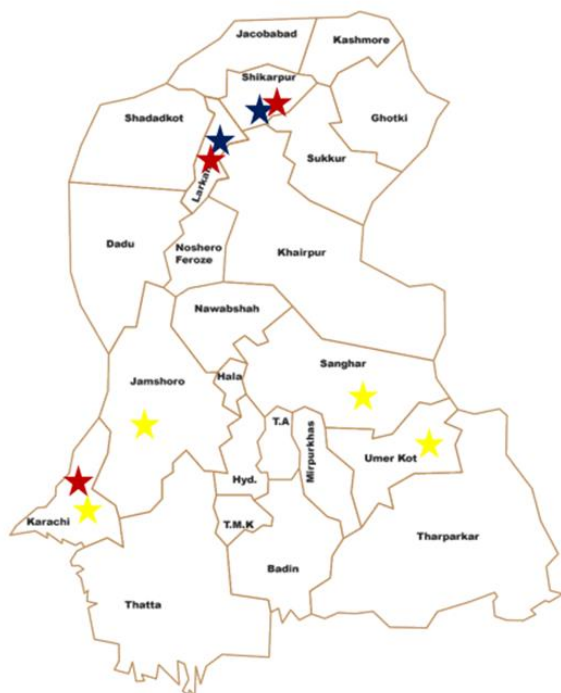 Jacobabad
Kashmore
Shikarpur
Shadadkot
Ghotki
Sukkur
Dadu
Noshero
Feroze
Khairpur
Nawabshah
Sanghar
Jamshoro
Hala
T.A
Mirpurkhas
Umer Kot
Hyd.
Karachi
T.M.K
Tharparkar
Badin
Thatta